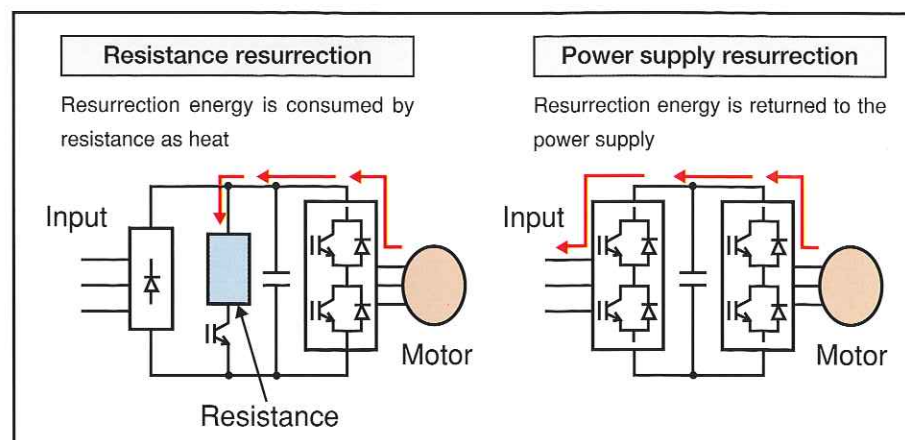 Resistance resurrection
Resurrection energy is consumed by
resistance as heat
Input
Motor
Resistance
Power supply resurrection
Resurrection energy is returned to the
power supply
Input
Motor